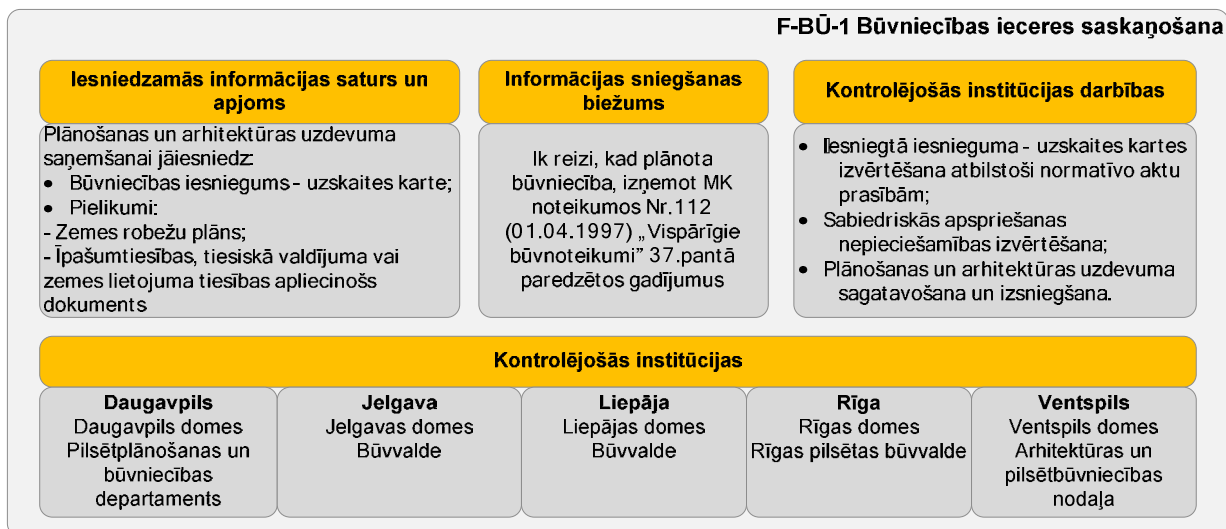 F-BŪ-1 Būvniecības ieceres saskaņošana
Iesniedzamās informācijas saturs un
apjoms
Plānošanas un arhitektūras uzdevuma
saņemšanai jāiesniedz:
• Būvniecības iesniegums - uzskaites karte;
• Pielikumi:
- Zemes robežu plāns;
- Īpašumtiesības, tiesiskā valdījuma vai
zemes lietojuma tiesības apliecinošs
dokuments
Informācijas sniegšanas
biežums
Ik reizi, kad plānota
būvniecība, izņemot MK
noteikumos Nr.112
(01.04.1997) „Vispārīgie
būvnoteikumi” 37.pantā
paredzētos gadījumus
Kontrolējošās institūcijas darbības
• Iesniegtā iesnieguma - uzskaites kartes
izvērtēšana atbilstoši normatīvo aktu
prasībām;
• Sabiedriskās apspriešanas
nepieciešamības izvērtēšana;
• Plānošanas un arhitektūras uzdevuma
sagatavošana un izsniegšana.
Kontrolējošās institūcijas
Daugavpils
Daugavpils domes
Pilsētplānošanas un
būvniecības
departaments
Jelgava
Jelgavas domes
Būvvalde
Liepāja
Liepājas domes
Būvvalde
Rīga
Rīgas domes
Rīgas pilsētas būvvalde
Ventspils
Ventspils domes
Arhitektūras un
pilsētbūvniecības
nodaļa